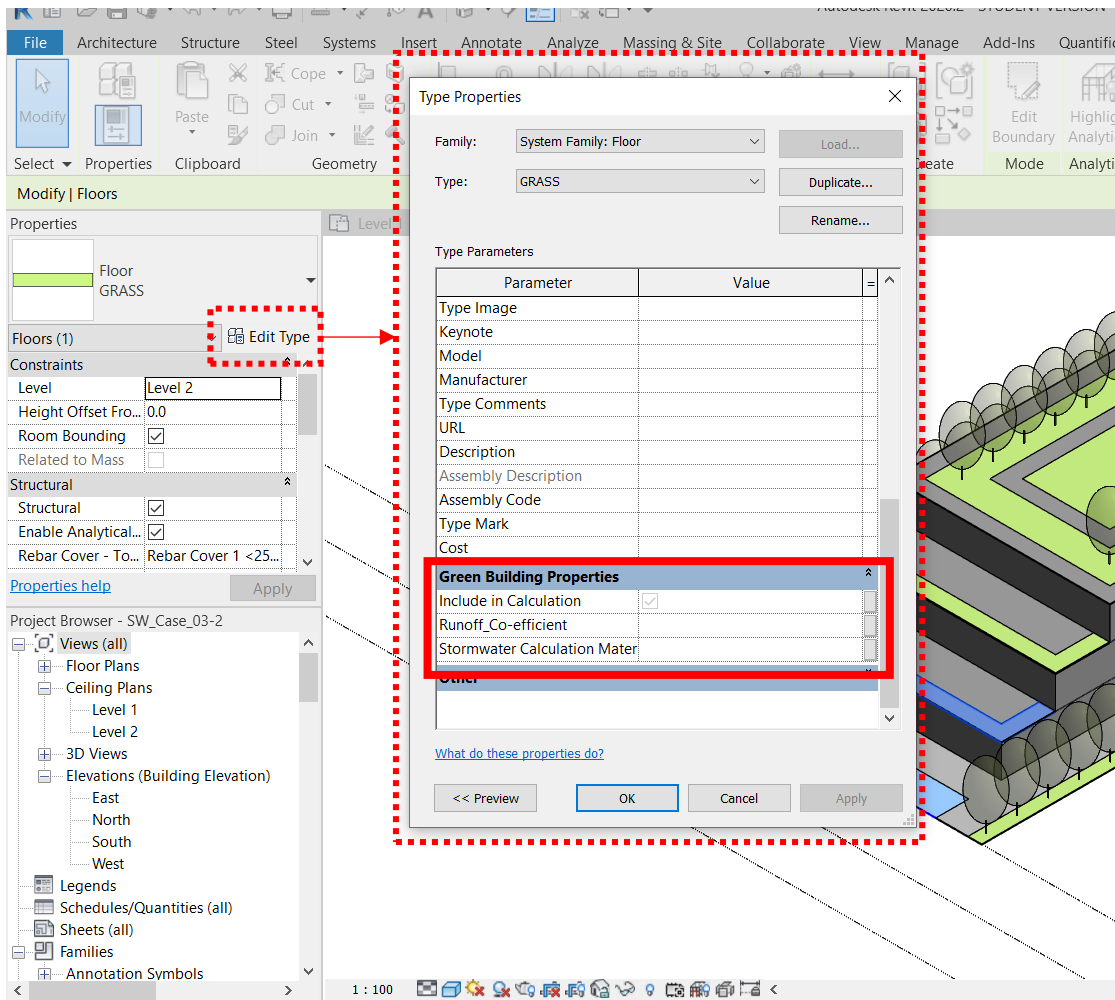 Autodesk Revit 2020.2 - STUDENT VERSION
File Architecture Structure Steel Systems Insert Annotate Analyze Massing & Site Collaborate View Manage Add-Ins Quantific
Modify
Paste
Cope
Cut
Join
Edit
Boundary
Highlig
Analyti
Select Properties Clipboard Geometry
eate Mode Analyti
Modify | Floors
Properties
Level
Floor
GRASS
Floors (1)
Edit Type
Constraints
Level Level 2
Height Offset Fro... 0.0
Room Bounding
Related to Mass
Structural
Structural
Enable Analytical...
Rebar Cover - To... Rebar Cover 1 <25...
Properties help Apply
Project Browser - SW_Case_03-2
Views (all)
Floor Plans
Ceiling Plans
Level 1
Level 2
3D Views
Elevations (Building Elevation)
East
North
South
West
Legends
Schedules/Quantities (all)
Sheets (all)
Families
Annotation Symbols
Type Properties
Family: System Family: Floor Load...
Type: GRASS Duplicate...
Rename...
Type Parameters
Parameter Value =
Type Image
Keynote
Model
Manufacturer
Type Comments
URL
Description
Assembly Description
Assembly Code
Type Mark
Cost
Green Building Properties
Include in Calculation
Runoff_Co-efficient
Stormwater Calculation Mater
Other
What do these properties do?
<< Preview OK Cancel Apply
1 : 100